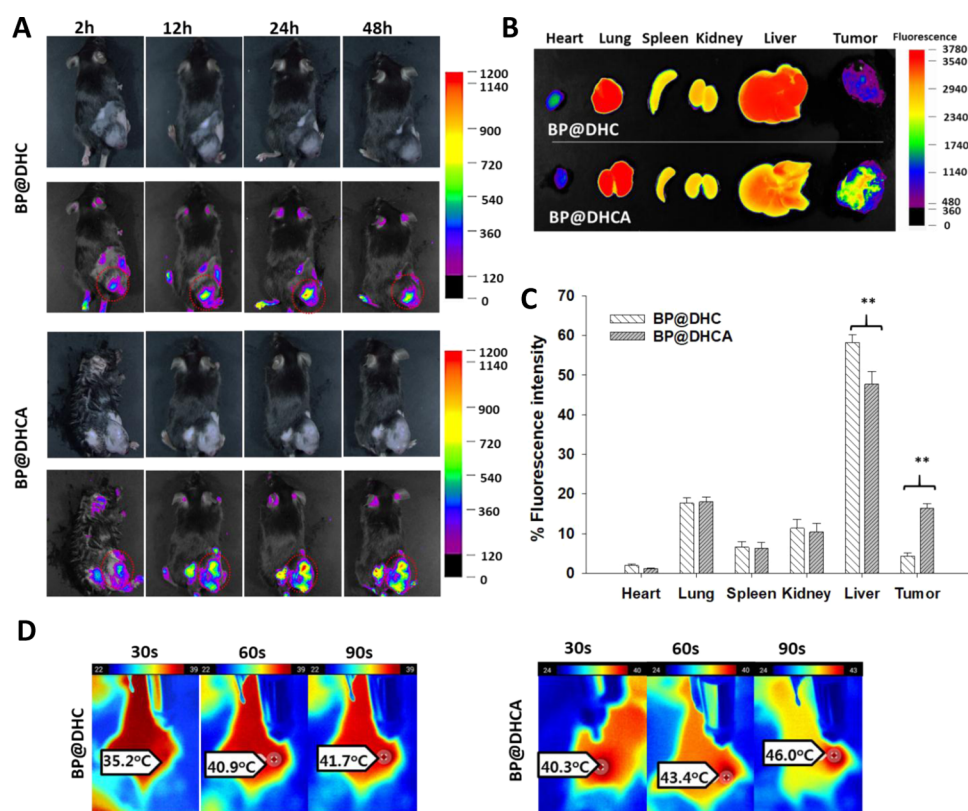 A
2h 12h 24h 48h
BP@DHC
1200
1140
900
720
540
360
120
0
BP@DHCA
1200
1140
900
720
540
360
120
0
B
Heart Lung Spleen Kidney Liver Tumor
Fluorescence
BP@DHC
BP@DHCA
3780
3540
2940
2340
1740
1140
480
360
0
C
% Fluorescence intensity
70
60
50
40
30
20
10
0
BP@DHC
BP@DHCA
**
**
Heart Lung Spleen Kidney Liver Tumor
D
30s 60s 90s
BP@DHC
22 39 22 39 22 39
35.2°C 40.9°C 41.7°C
30s 60s 90s
BP@DHCA
24 40 24 40 24 43
40.3°C 43.4°C 46.0°C